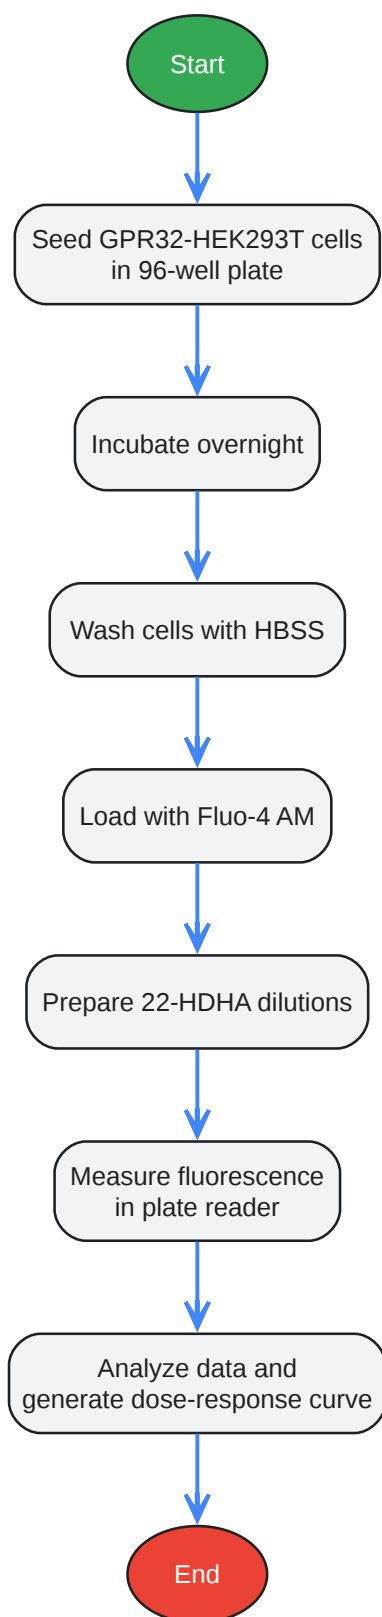 Start
Seed GPR32-HEK293T cells
in 96-well plate
Incubate overnight
Wash cells with HBSS
Load with Fluo-4 AM
Prepare 22-HDHA dilutions
Measure fluorescence
in plate reader
Analyze data and
generate dose-response curve
End